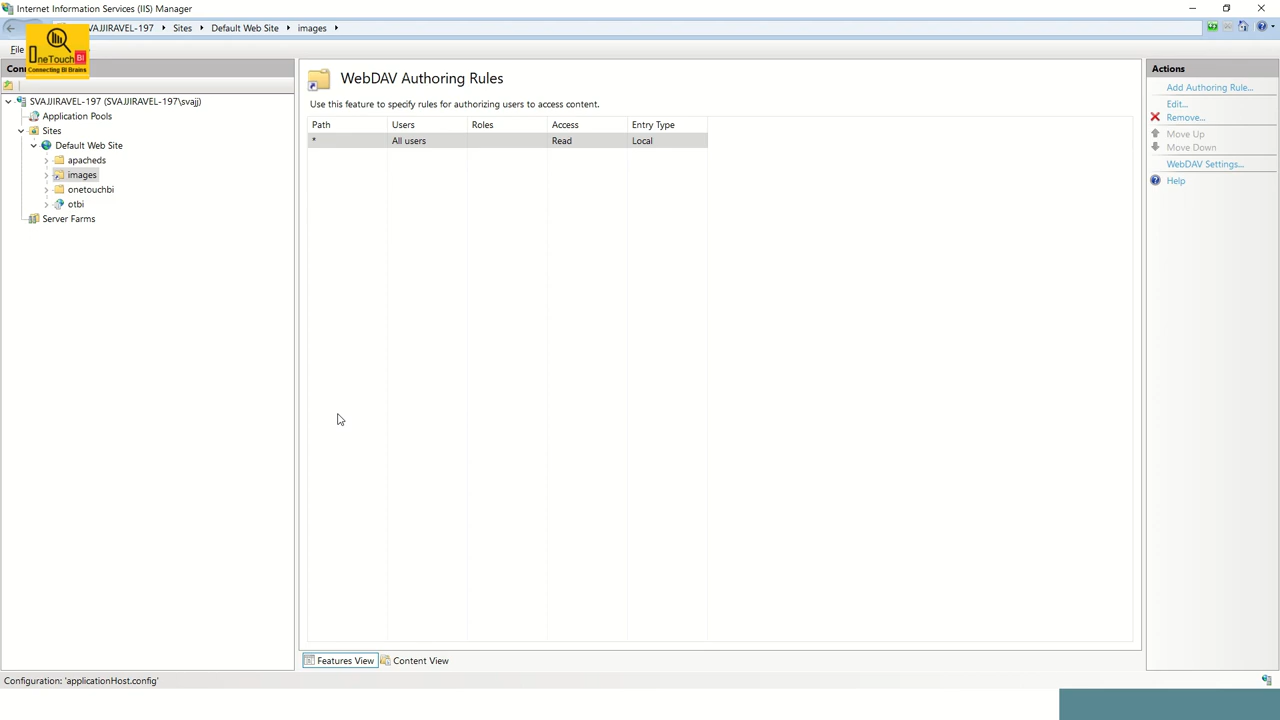 Internet Information Services (IIS) Manager
SVAJJIRAVEL-197 Sites Default Web Site images
File
OneTouch BI
Connecting BI Brains
Con
SVAJJIRAVEL-197 (SVAJJIRAVEL-197\svajj)
Application Pools
Sites
Default Web Site
apacheds
images
onetouchbi
otbi
Server Farms
WebDAV Authoring Rules
Use this feature to specify rules for authorizing users to access content.
Path Users Roles Access Entry Type
* All users Read Local
Features View Content View
Actions
Add Authoring Rule...
Edit...
Remove...
Move Up
Move Down
WebDAV Settings...
Help
Configuration: 'applicationHost.config'